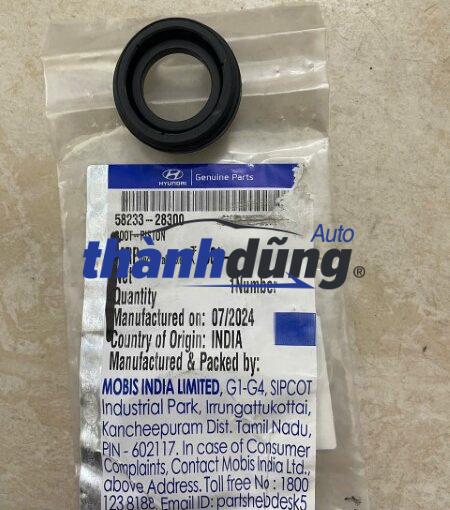 HYUNDAI | Genuine Parts
58233-28300
BOOT-PISTON
Auto
thànhdũng®
Net
Quantity
1Number
Manufactured on: 07/2024
Country of Origin: INDIA
Manufactured & Packed by:
MOBIS INDIA LIMITED, G1-G4, SIPCOT
Industrial Park, Irrungattukottai,
Kancheepuram Dist. Tamil Nadu,
PIN - 602117. In case of Consumer
Complaints, Contact Mobis India Ltd.,
above Address. Toll free No : 1800
123 8188 Email ID: partshebdesk5